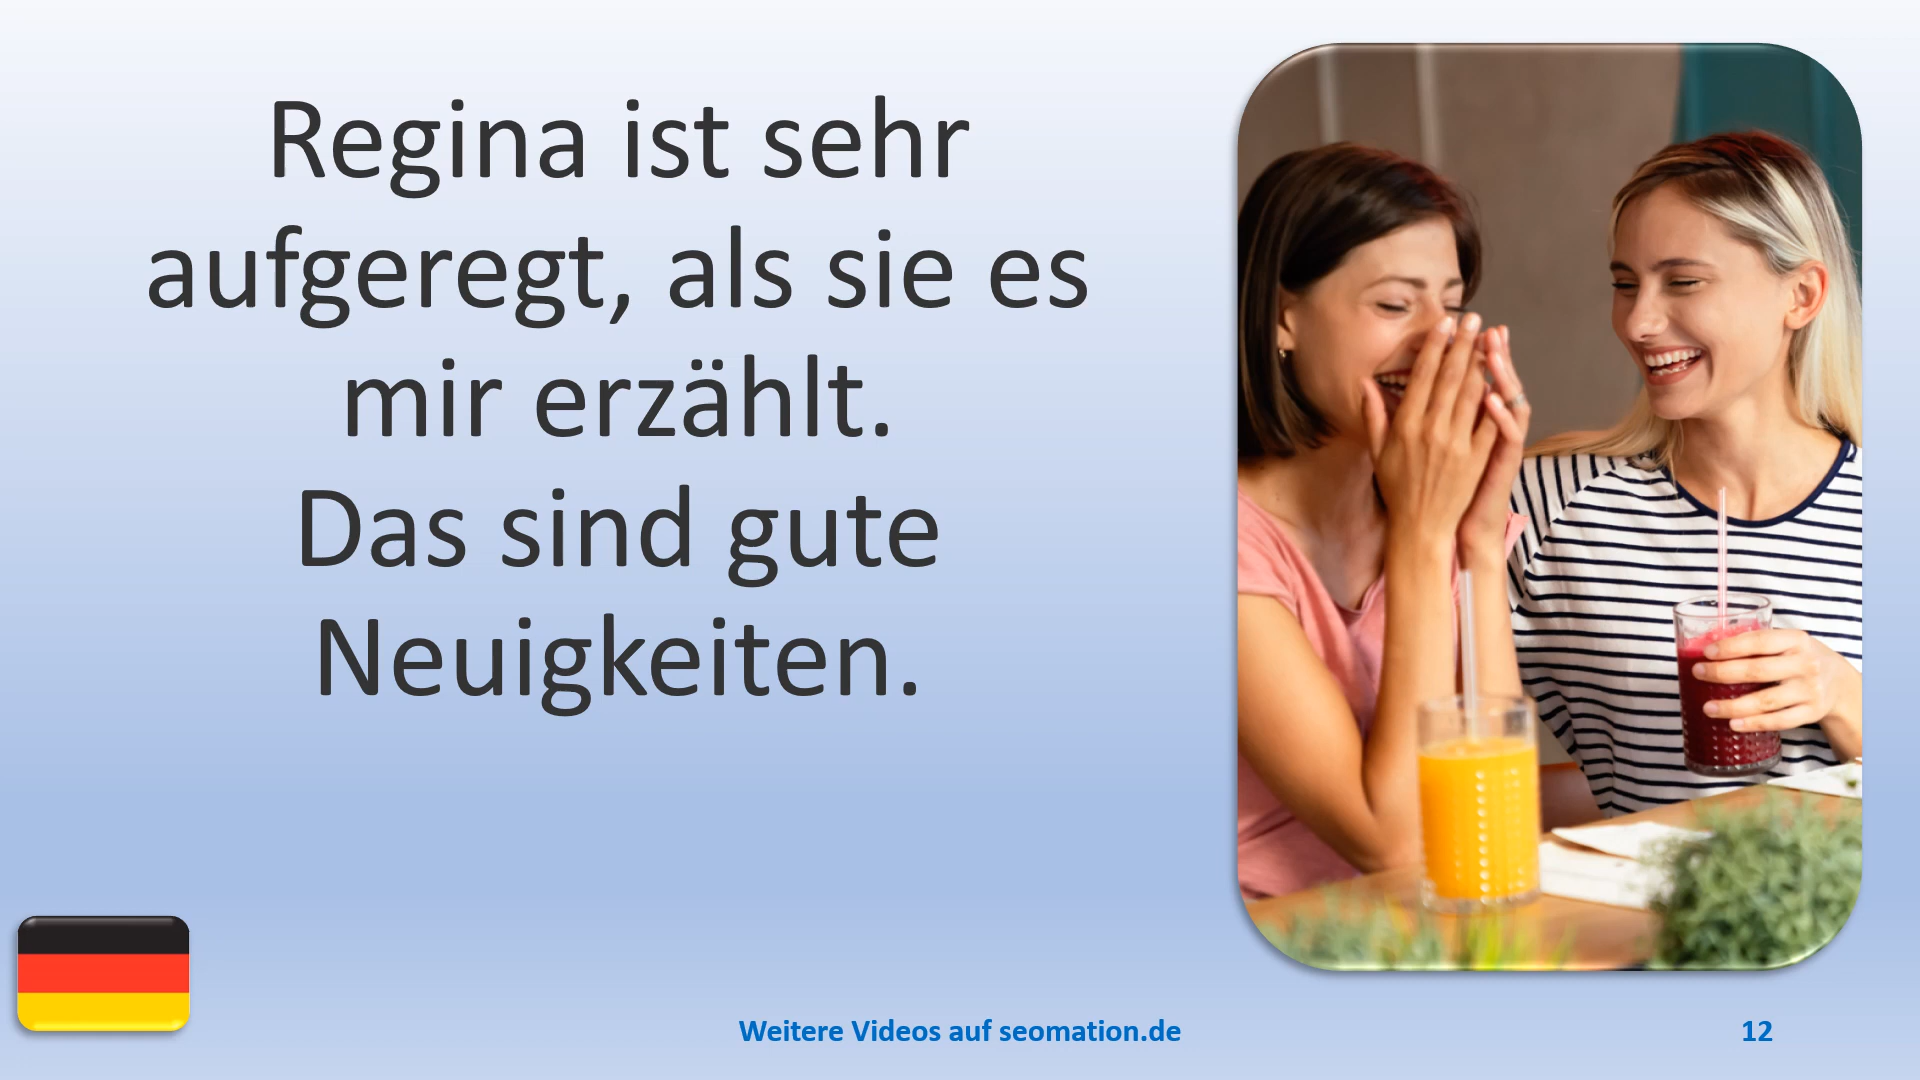 Regina ist sehr
aufgeregt, als sie es
mir erzählt.
Das sind gute
Neuigkeiten.
Weitere Videos auf seomation.de
12